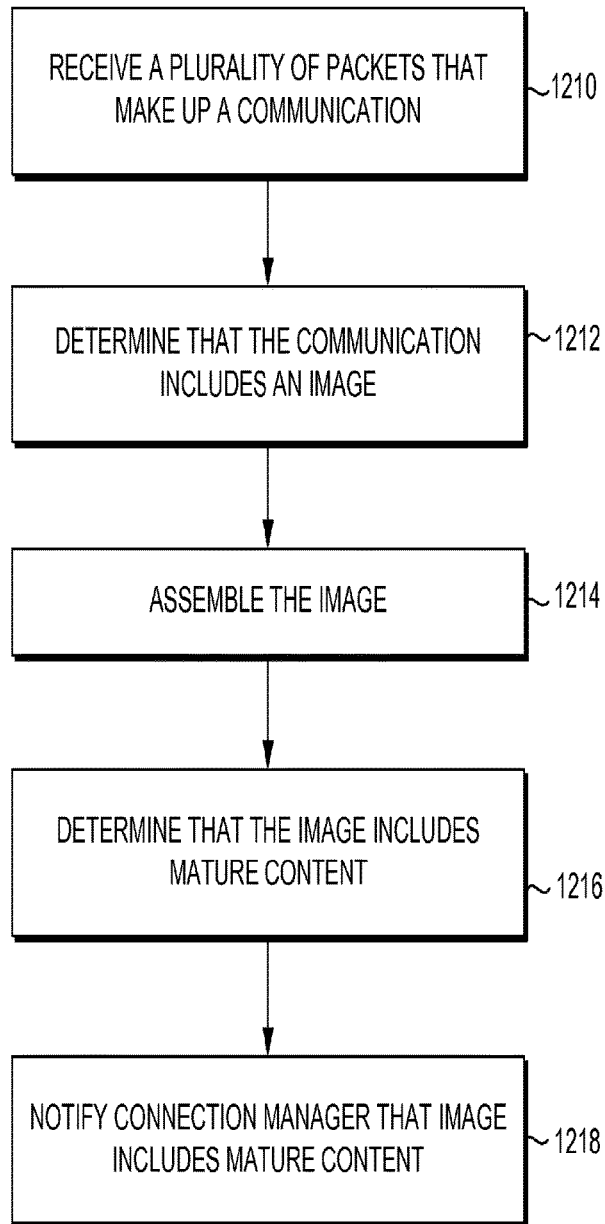 RECEIVE A PLURALITY OF PACKETS THAT
MAKE UP A COMMUNICATION
1210
DETERMINE THAT THE COMMUNICATION
INCLUDES AN IMAGE
1212
ASSEMBLE THE IMAGE
1214
DETERMINE THAT THE IMAGE INCLUDES
MATURE CONTENT
1216
NOTIFY CONNECTION MANAGER THAT IMAGE
INCLUDES MATURE CONTENT
1218